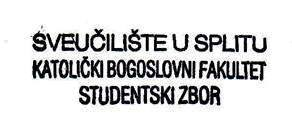 SVEUČILIŠTE U SPLITU
KATOLIČKI BOGOSLOVNI FAKULTET
STUDENTSKI ZBOR